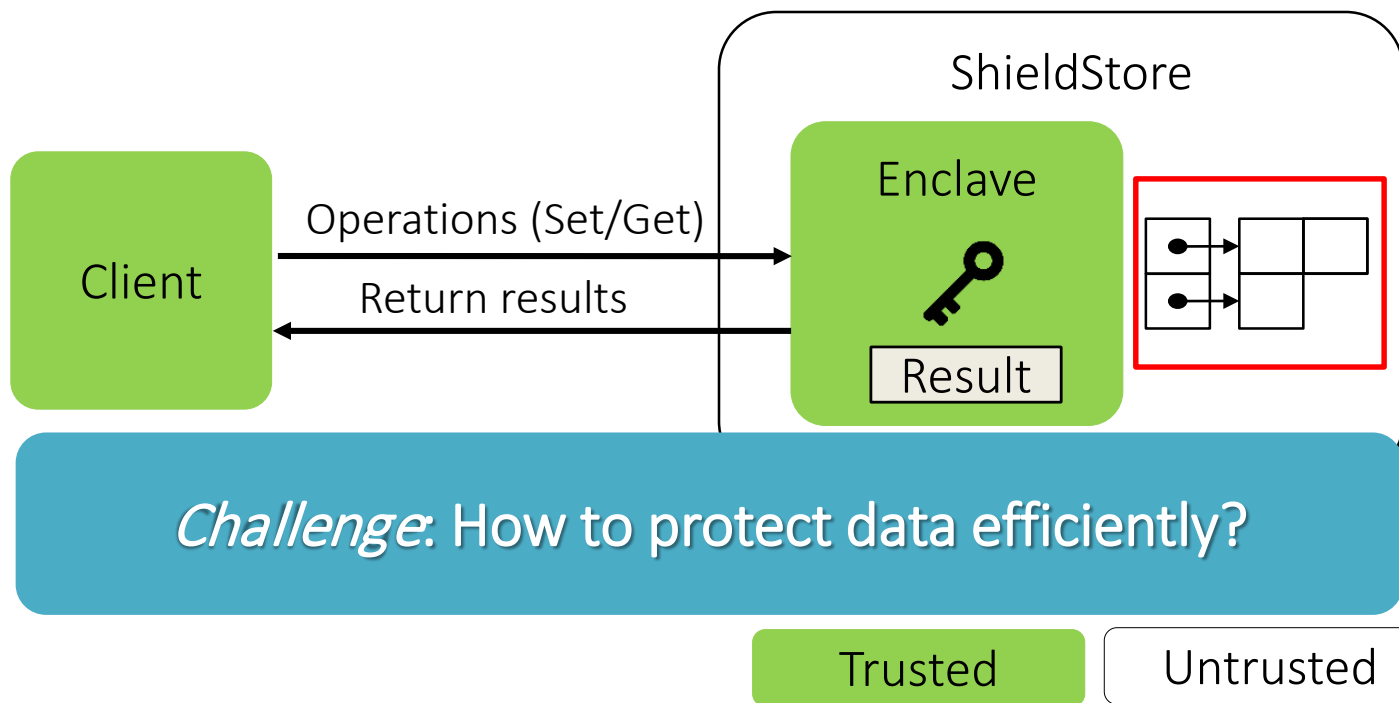 ShieldStore
Enclave
Operations (Set/Get)
Client
Return results
Result
Challenge: How to protect data efficiently?
Trusted
Untrusted